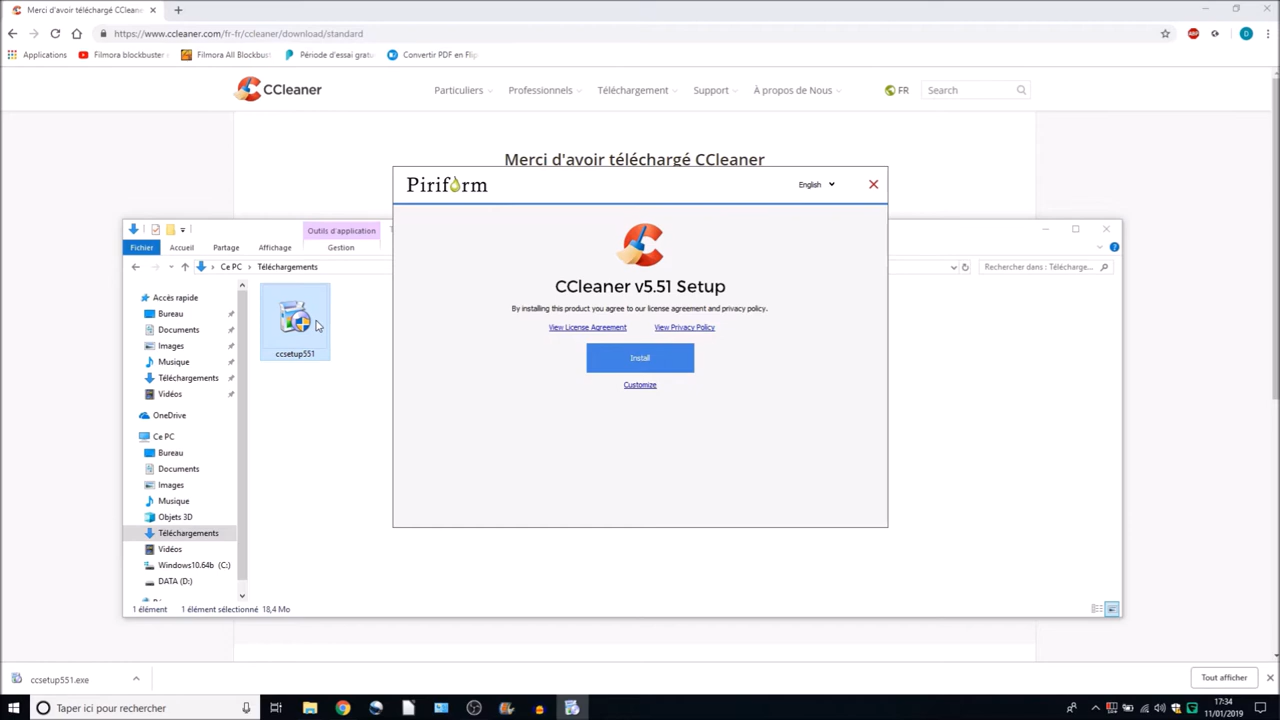 Merci d'avoir téléchargé CCleane
https://www.ccleaner.com/fr-fr/ccleaner/download/standard
ABP
D
Applications
Filmora blockbuster
Filmora All Blockbust
Période d'essai gratu
Convertir PDF en Flip
CCleaner
Particuliers
Professionnels
Téléchargement
Support
À propos de Nous
FR
Search
Merci d'avoir téléchargé CCleaner
Piriform
English
CCleaner v5.51 Setup
By installing this product you agree to our license agreement and privacy policy.
View License Agreement
View Privacy Policy
Install
Customize
Outils d'application
T
Fichier
Accueil
Partage
Affichage
Gestion
Ce PC
Téléchargements
Rechercher dans : Télécharge...
Accès rapide
Bureau
Documents
Images
Musique
Téléchargements
Vidéos
OneDrive
Ce PC
Bureau
Documents
Images
Musique
Objets 3D
Téléchargements
Vidéos
Windows10.64b (C:)
DATA (D:)
ccsetup551
1 élément
1 élément sélectionné 18,4 Mo
ccsetup551.exe
Tout afficher
Taper ici pour rechercher
17:34
11/01/2019